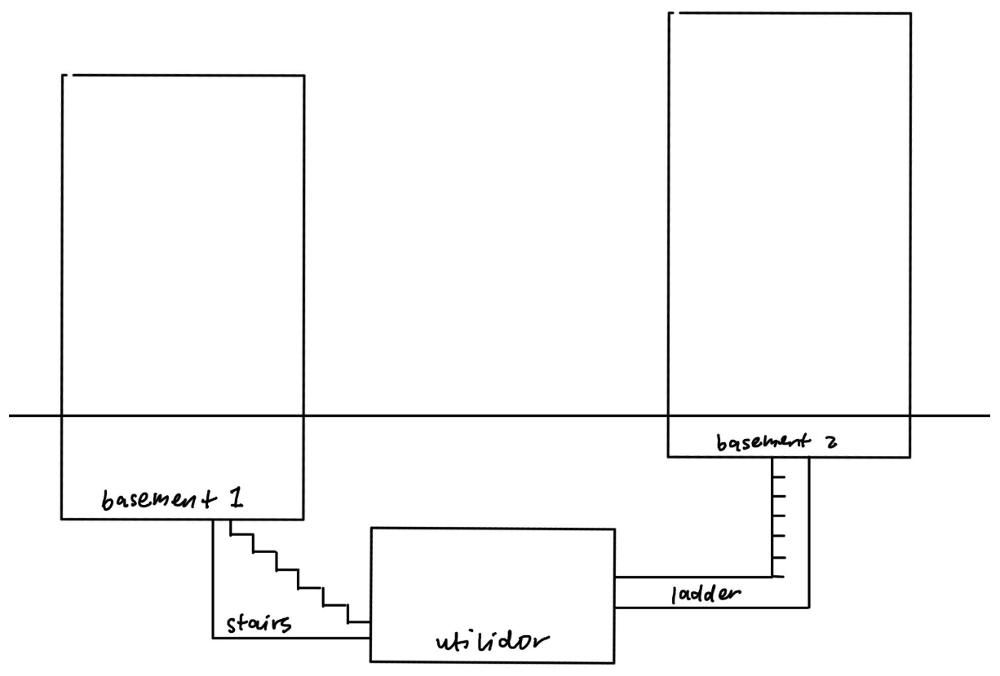 basement 2
basement 1
ladder
stairs
utilidor